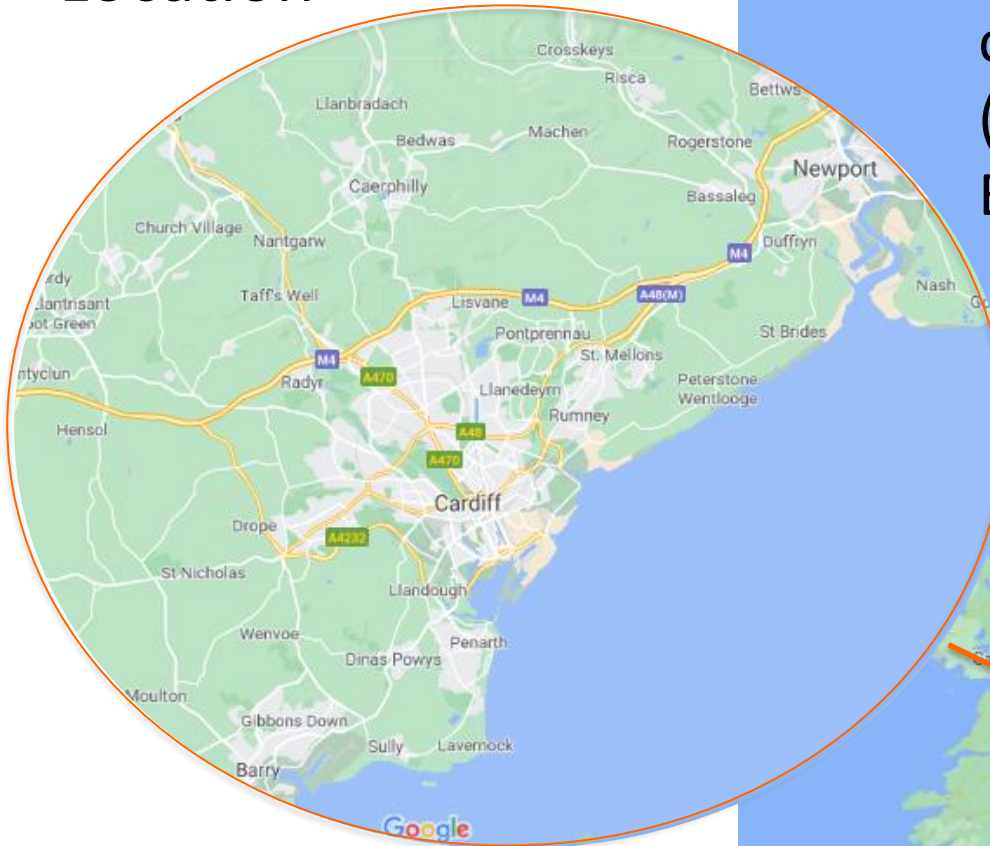 Location
Crosskeys
Risca
Bettws
Llanbradach
Bedwas
Machen
Rogerstone
Newport
Caerphilly
Bassaleg
Church Village
Nantgarw
M4
Duffryn
Taff's Well
Lisvane
M4
A48(M)
Nash
Llantrisant
Pontprennau
St Brides
M4
St. Mellons
Radyr
A470
Llanedeyrn
Peterstone
Wentlooge
Hensol
Rumney
A48
A470
Cardiff
Drope
A4232
St Nicholas
Llandough
Wenvoe
Penarth
Dinas Powys
Moulton
Gibbons Down
Sully
Lavernock
Barry
Google